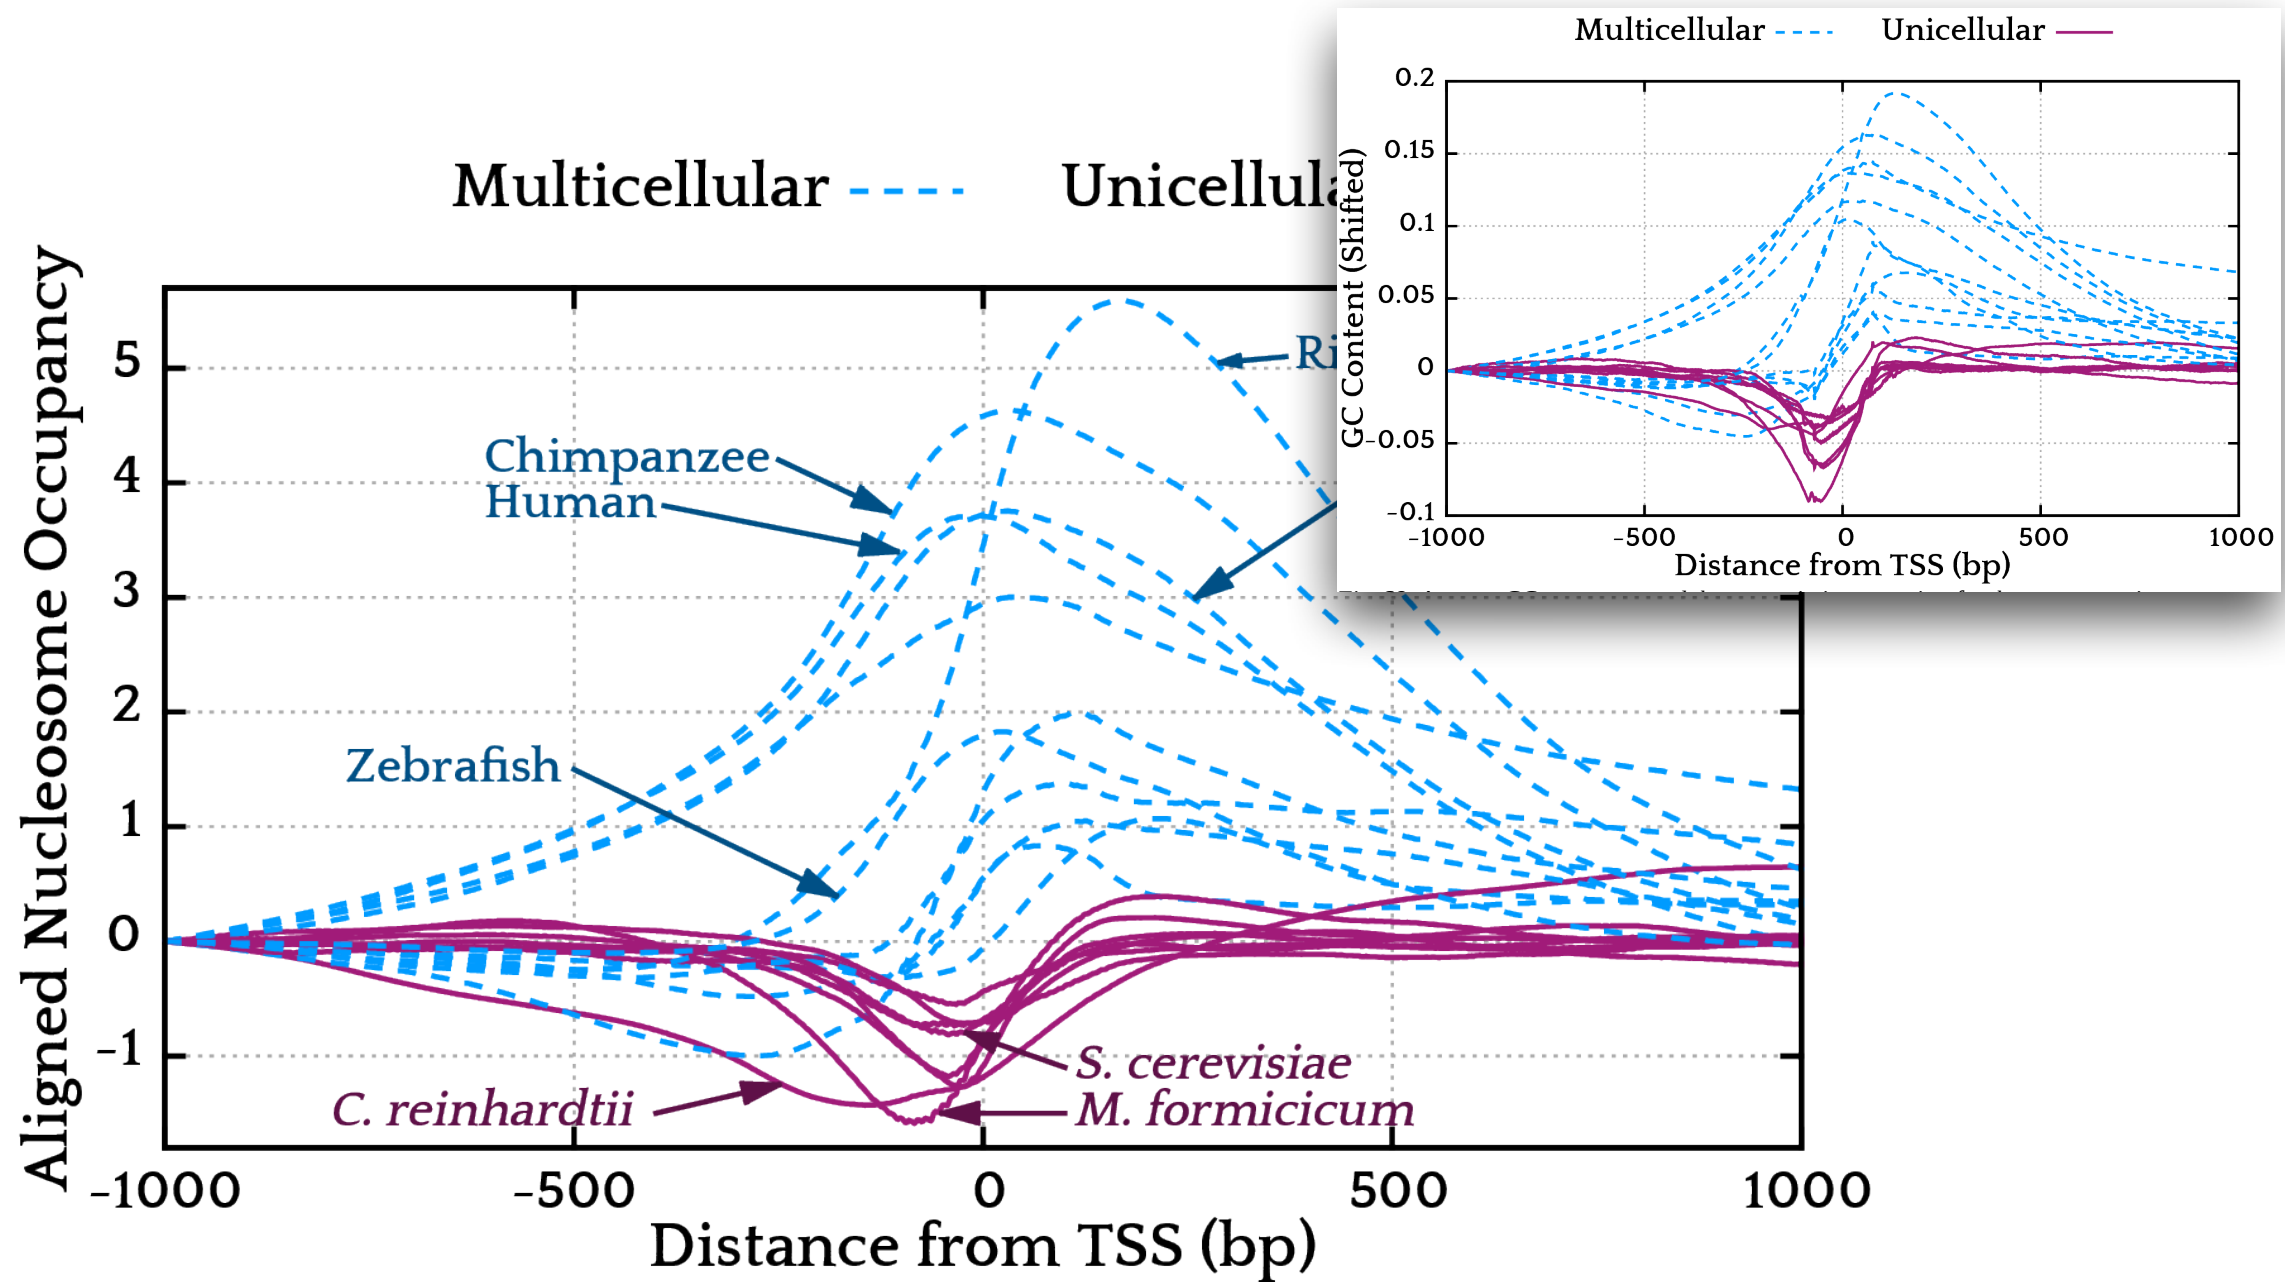 Multicellular Unicellula
Aligned Nucleosome Occupancy
5
4
3
2
1
0
-1
Ri
Chimpanzee
Human
Zebrafish
C. reinhardtii
S. cerevisiae
M. formicicum
-1000 -500 0 500 1000
Distance from TSS (bp)
Multicellular Unicellular
GC Content (Shifted)
0.2
0.15
0.1
0.05
0
-0.05
-0.1
-1000 -500 0 500 1000
Distance from TSS (bp)